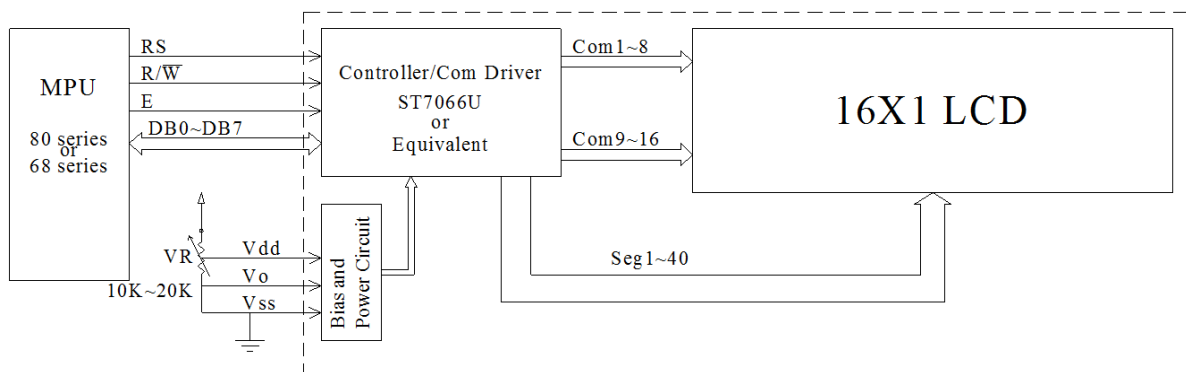 MPU
80 series
or
68 series
RS
R/W̅
E
DB0~DB7
Controller/Com Driver
ST7066U
or
Equivalent
Com1~8
Com9~16
16X1 LCD
VR
10K~20K
Vdd
Vo
Vss
Bias and
Power Circuit
Seg1~40